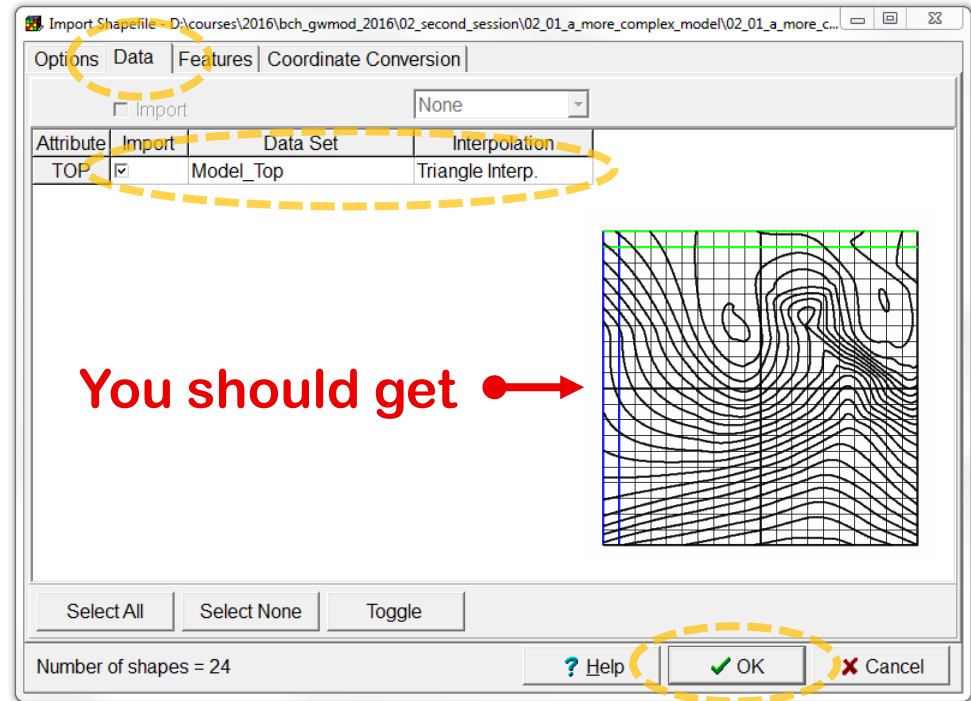 Import Shapefile - D:\courses\2016\bch_gwmod_2016\02_second_session\02_01_a_more_complex_model\02_01_a_more_c...
Options Data Features Coordinate Conversion
Import None
Attribute Import Data Set Interpolation
TOP Model_Top Triangle Interp.
You should get
Select All Select None Toggle
Number of shapes = 24 ? Help OK Cancel